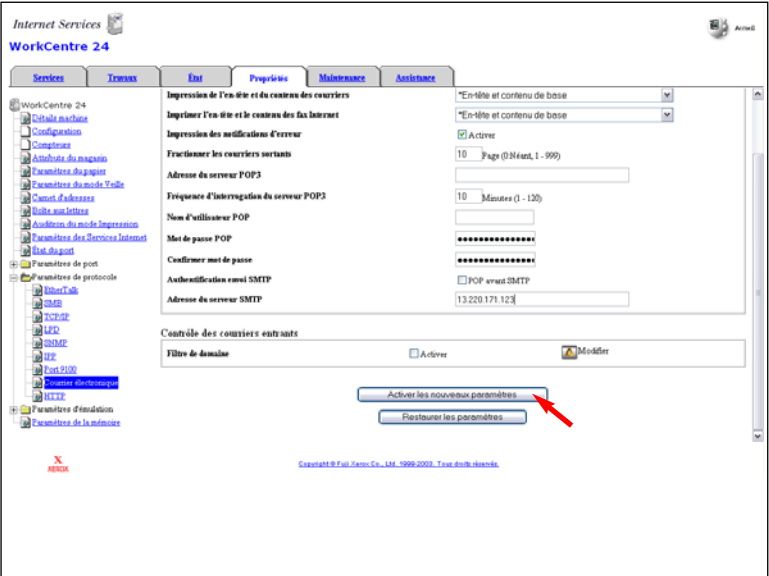 Internet Services
Accueil
WorkCentre 24
Services Travaux État Propriétés Maintenance Assistance
WorkCentre 24
Détails machine
Configuration
Compteurs
Attributs du magasin
Paramètres du papier
Paramètres du mode Veille
Carnet d'adresses
Boîte aux lettres
Auditron du mode Impression
Paramètres des Services Internet
État du port
Paramètres de port
Paramètres de protocole
EtherTalk
SMB
TCP/IP
LPD
SNMP
IPP
Port 9100
Courrier électronique
HTTP
Paramètres d'émulation
Paramètres de la mémoire
Impression de l'en-tête et du contenu des courriers *En-tête et contenu de base
Imprimer l'en-tête et le contenu des fax Internet *En-tête et contenu de base
Impression des notifications d'erreur Activer
Fractionner les courriers sortants 10 Page (0:Néant, 1 - 999)
Adresse du serveur POP3
Fréquence d'interrogation du serveur POP3 10 Minutes (1 - 120)
Nom d'utilisateur POP
Mot de passe POP
Confirmer mot de passe
Authentification envoi SMTP POP avant SMTP
Adresse du serveur SMTP 13.220.171.123
Contrôle des courriers entrants
Filtre de domaine Activer Modifier
Activer les nouveaux paramètres
Restaurer les paramètres
X
XEROX
Copyright © Fuji Xerox Co., Ltd. 1999-2003. Tous droits réservés.